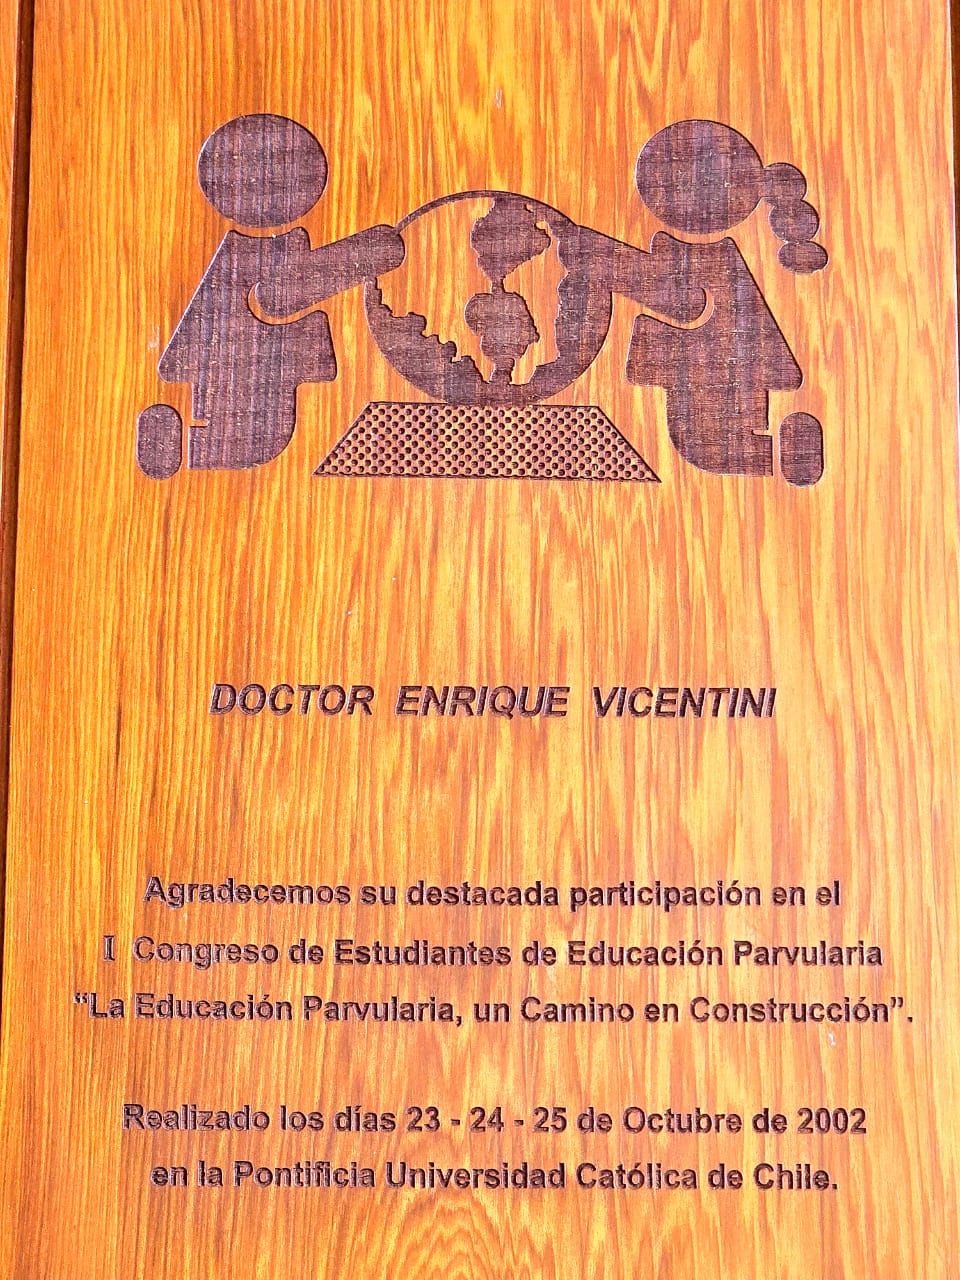 DOCTOR ENRIQUE VICENTINI
Agradecemos su destacada participación en el
I Congreso de Estudiantes de Educación Parvularia
“La Educación Parvularia, un Camino en Construcción”.
Realizado los días 23 - 24 - 25 de Octubre de 2002
en la Pontificia Universidad Católica de Chile.